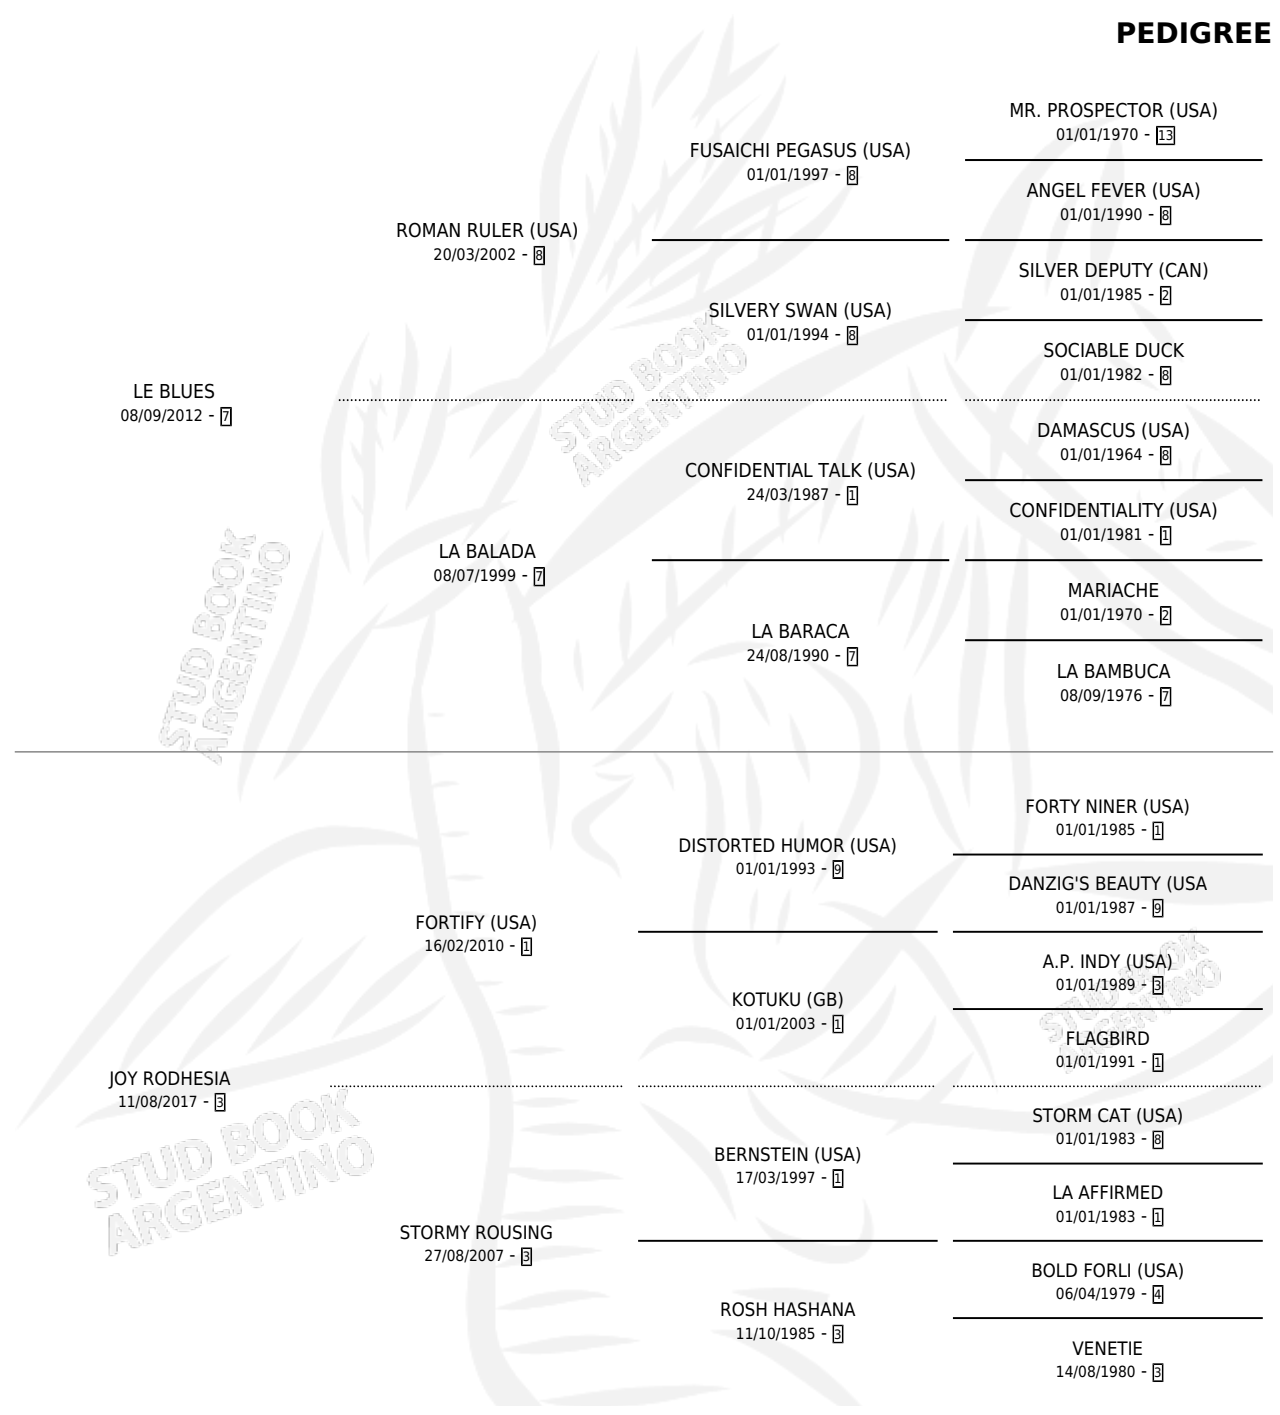 PEDIGREE
MR. PROSPECTOR (USA)
01/01/1970 - 13
FUSAICHI PEGASUS (USA)
01/01/1997 - 8
ANGEL FEVER (USA)
01/01/1990 - 8
ROMAN RULER (USA)
20/03/2002 - 8
SILVER DEPUTY (CAN)
01/01/1985 - 2
SILVERY SWAN (USA)
01/01/1994 - 8
SOCIABLE DUCK
01/01/1982 - 8
LE BLUES
08/09/2012 - 7
STUD BOOK
ARGENTINO
DAMASCUS (USA)
01/01/1964 - 8
CONFIDENTIAL TALK (USA)
24/03/1987 - 1
CONFIDENTIALITY (USA)
01/01/1981 - 1
LA BALADA
08/07/1999 - 7
MARIACHE
01/01/1970 - 2
LA BARACA
24/08/1990 - 7
LA BAMBUCA
08/09/1976 - 7
STUD BOOK
ARGENTINO
FORTY NINER (USA)
01/01/1985 - 1
DISTORTED HUMOR (USA)
01/01/1993 - 9
DANZIG'S BEAUTY (USA
01/01/1987 - 9
FORTIFY (USA)
16/02/2010 - 1
A.P. INDY (USA)
01/01/1989 - 3
KOTUKU (GB)
01/01/2003 - 1
STUD BOOK
ARGENTINO
FLAGBIRD
01/01/1991 - 1
JOY RODHESIA
11/08/2017 - 3
STORM CAT (USA)
01/01/1983 - 8
BERNSTEIN (USA)
17/03/1997 - 1
STUD BOOK
ARGENTINO
LA AFFIRMED
01/01/1983 - 1
STORMY ROUSING
27/08/2007 - 3
BOLD FORLI (USA)
06/04/1979 - 4
ROSH HASHANA
11/10/1985 - 3
VENETIE
14/08/1980 - 3